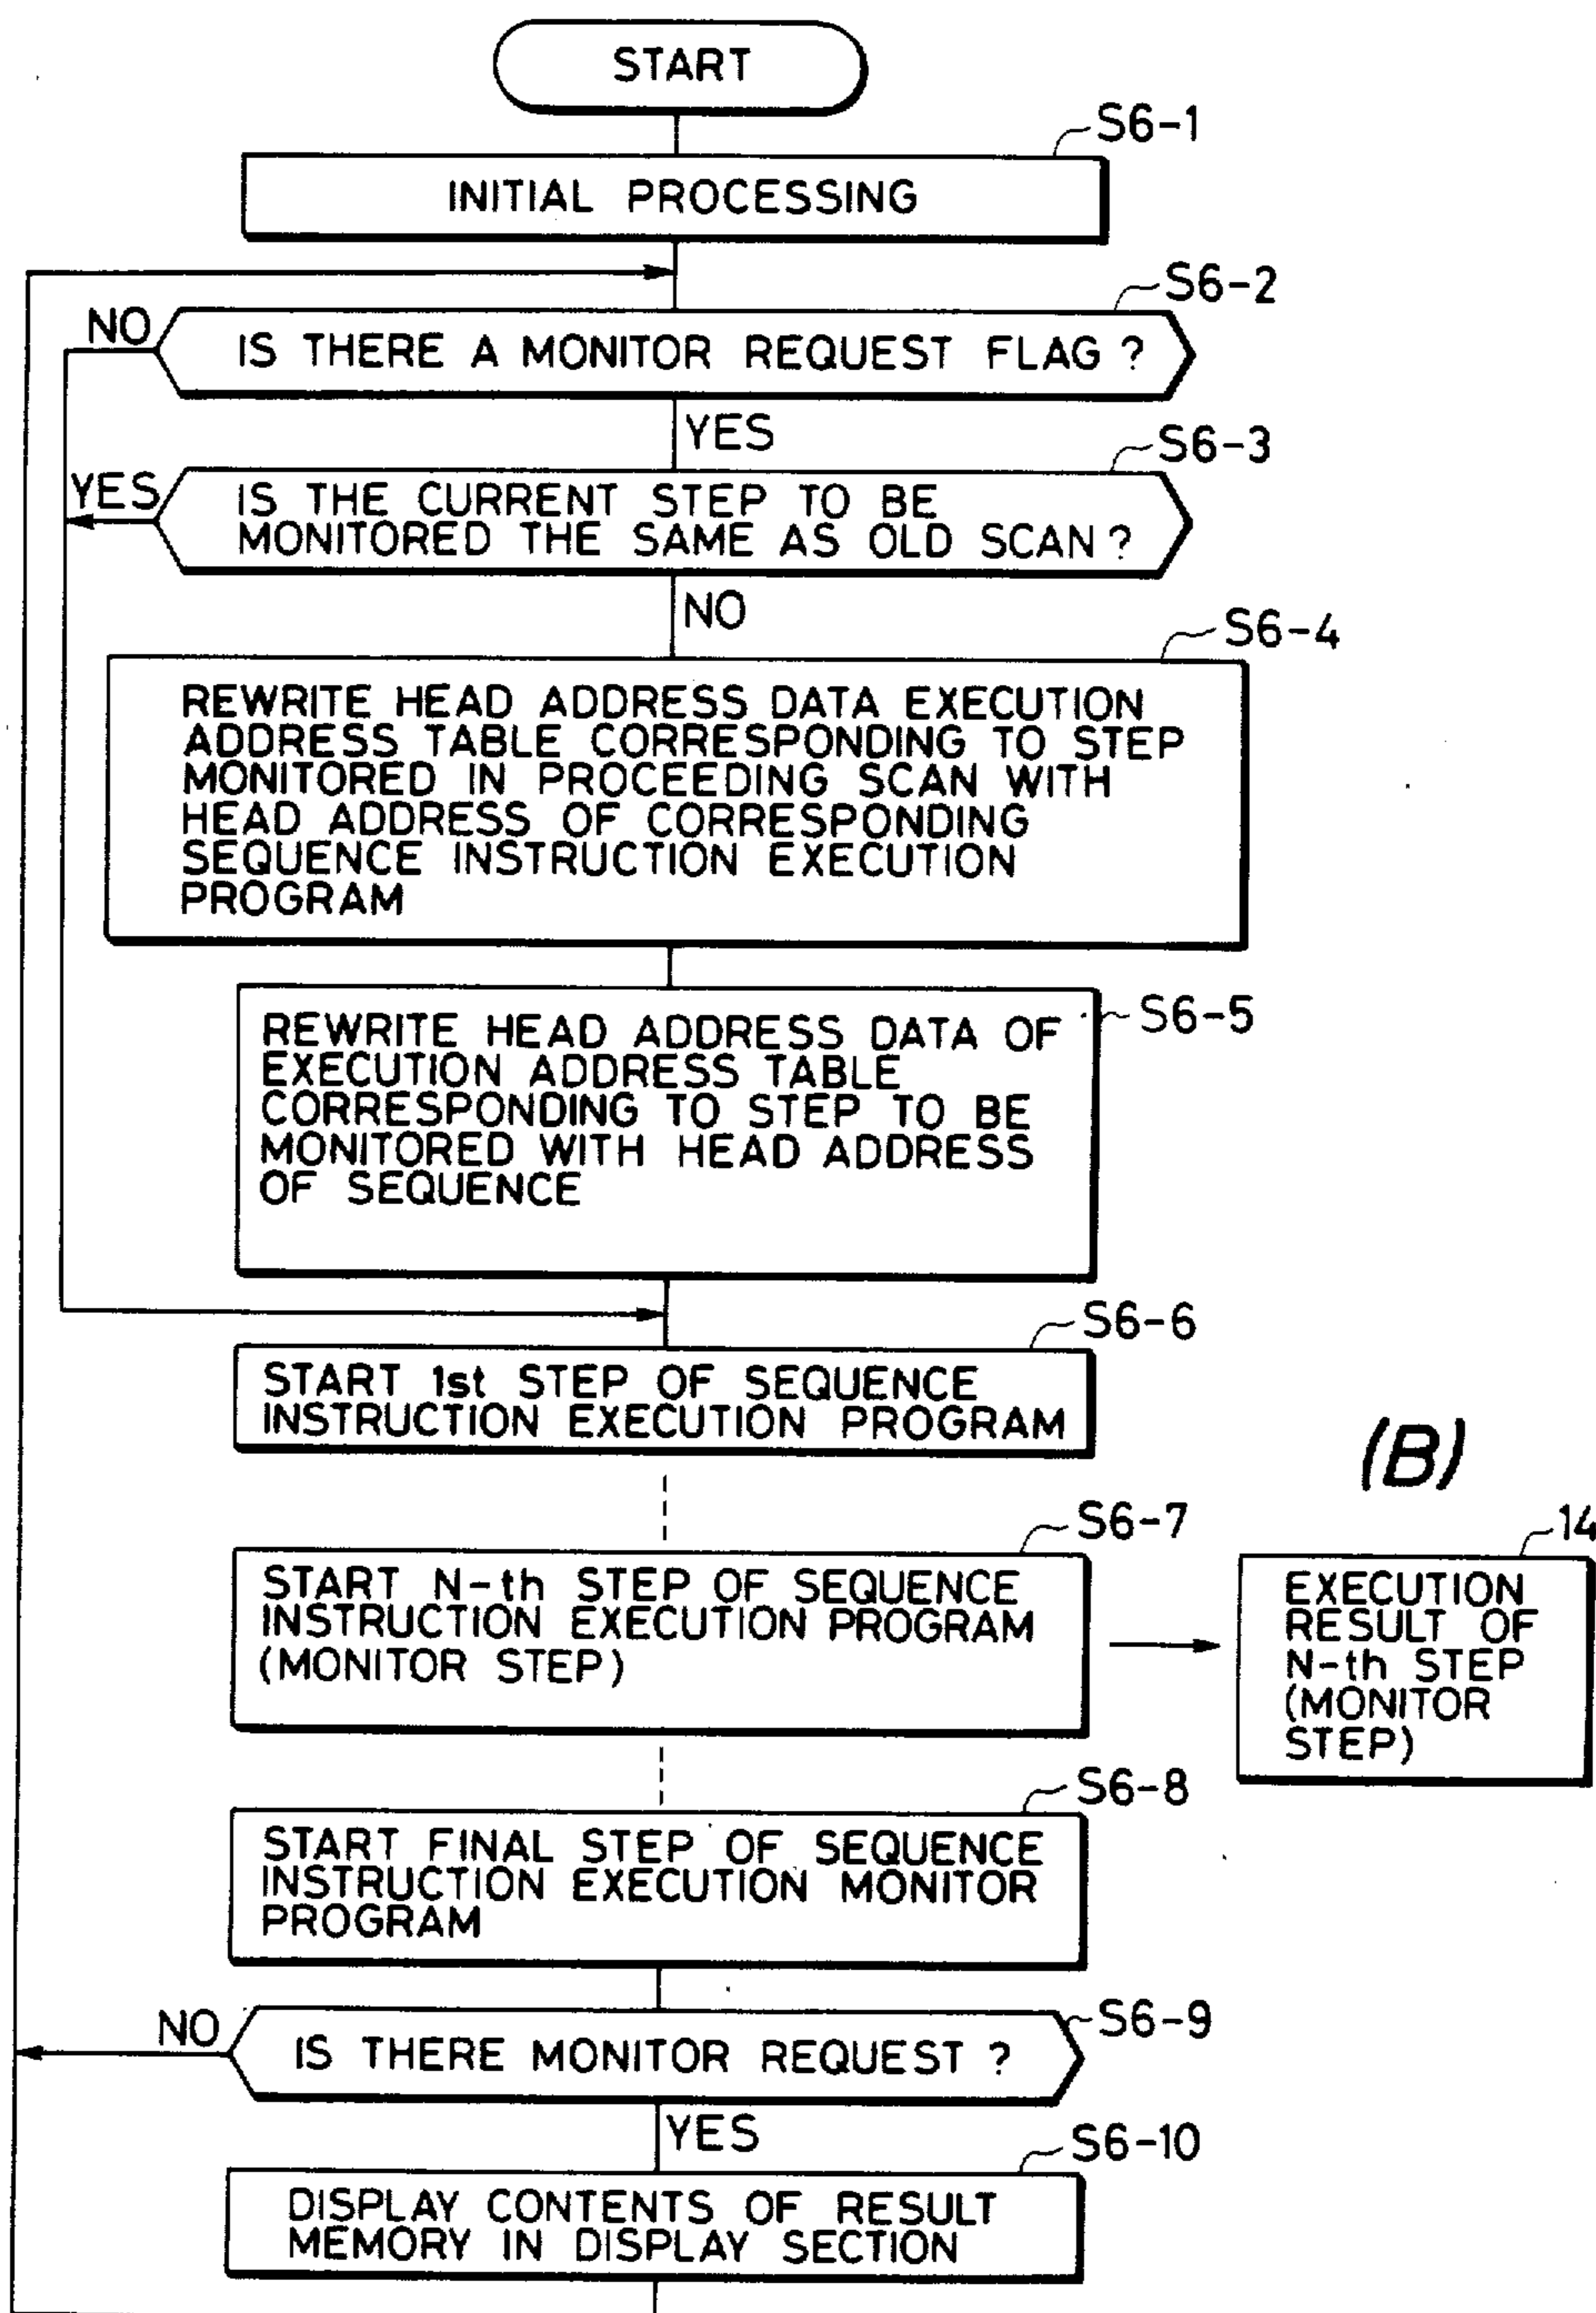 START
S6-1
INITIAL PROCESSING
S6-2
NO
IS THERE A MONITOR REQUEST FLAG ?
YES
S6-3
YES
IS THE CURRENT STEP TO BE
MONITORED THE SAME AS OLD SCAN ?
NO
S6-4
REWRITE HEAD ADDRESS DATA EXECUTION
ADDRESS TABLE CORRESPONDING TO STEP
MONITORED IN PROCEEDING SCAN WITH
HEAD ADDRESS OF CORRESPONDING
SEQUENCE INSTRUCTION EXECUTION
PROGRAM
S6-5
REWRITE HEAD ADDRESS DATA OF
EXECUTION ADDRESS TABLE
CORRESPONDING TO STEP TO BE
MONITORED WITH HEAD ADDRESS
OF SEQUENCE
S6-6
START 1st STEP OF SEQUENCE
INSTRUCTION EXECUTION PROGRAM
(B)
S6-7
START N-th STEP OF SEQUENCE
INSTRUCTION EXECUTION PROGRAM
(MONITOR STEP)
14
EXECUTION
RESULT OF
N-th STEP
(MONITOR
STEP)
S6-8
START FINAL STEP OF SEQUENCE
INSTRUCTION EXECUTION MONITOR
PROGRAM
S6-9
NO
IS THERE MONITOR REQUEST ?
YES
S6-10
DISPLAY CONTENTS OF RESULT
MEMORY IN DISPLAY SECTION